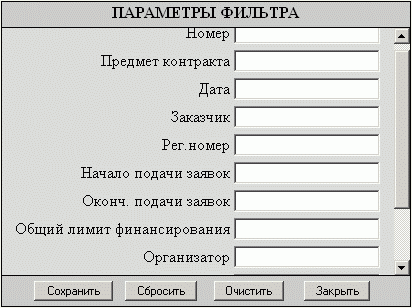 ПАРАМЕТРЫ ФИЛЬТРА
Номер
Предмет контракта
Дата
Заказчик
Рег.номер
Начало подачи заявок
Оконч. подачи заявок
Общий лимит финансирования
Организатор
Сохранить Сбросить Очистить Закрыть